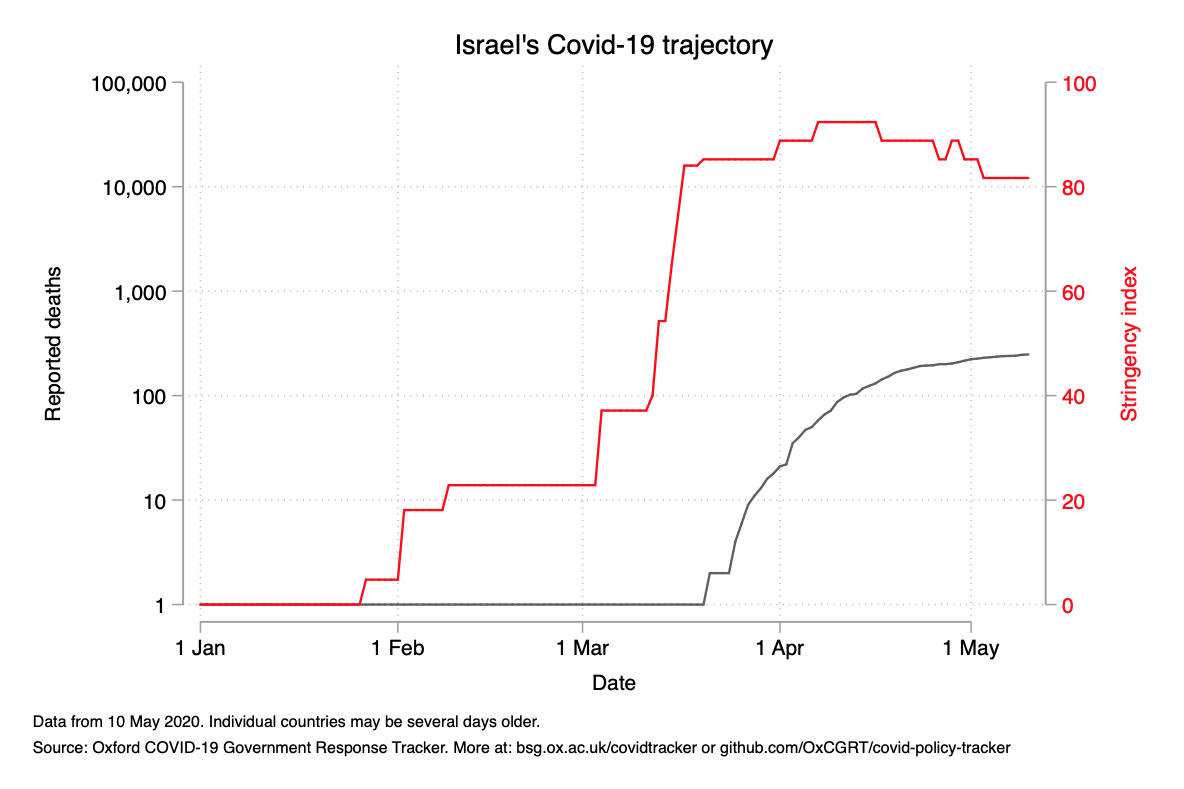 Israel's Covid-19 trajectory
100,000
10,000
1,000
100
10
1
Reported deaths
100
80
60
40
20
0
Stringency index
1 Jan
1 Feb
1 Mar
1 Apr
1 May
Date
Data from 10 May 2020. Individual countries may be several days older.
Source: Oxford COVID-19 Government Response Tracker. More at: bsg.ox.ac.uk/covidtracker or github.com/OxCGRT/covid-policy-tracker